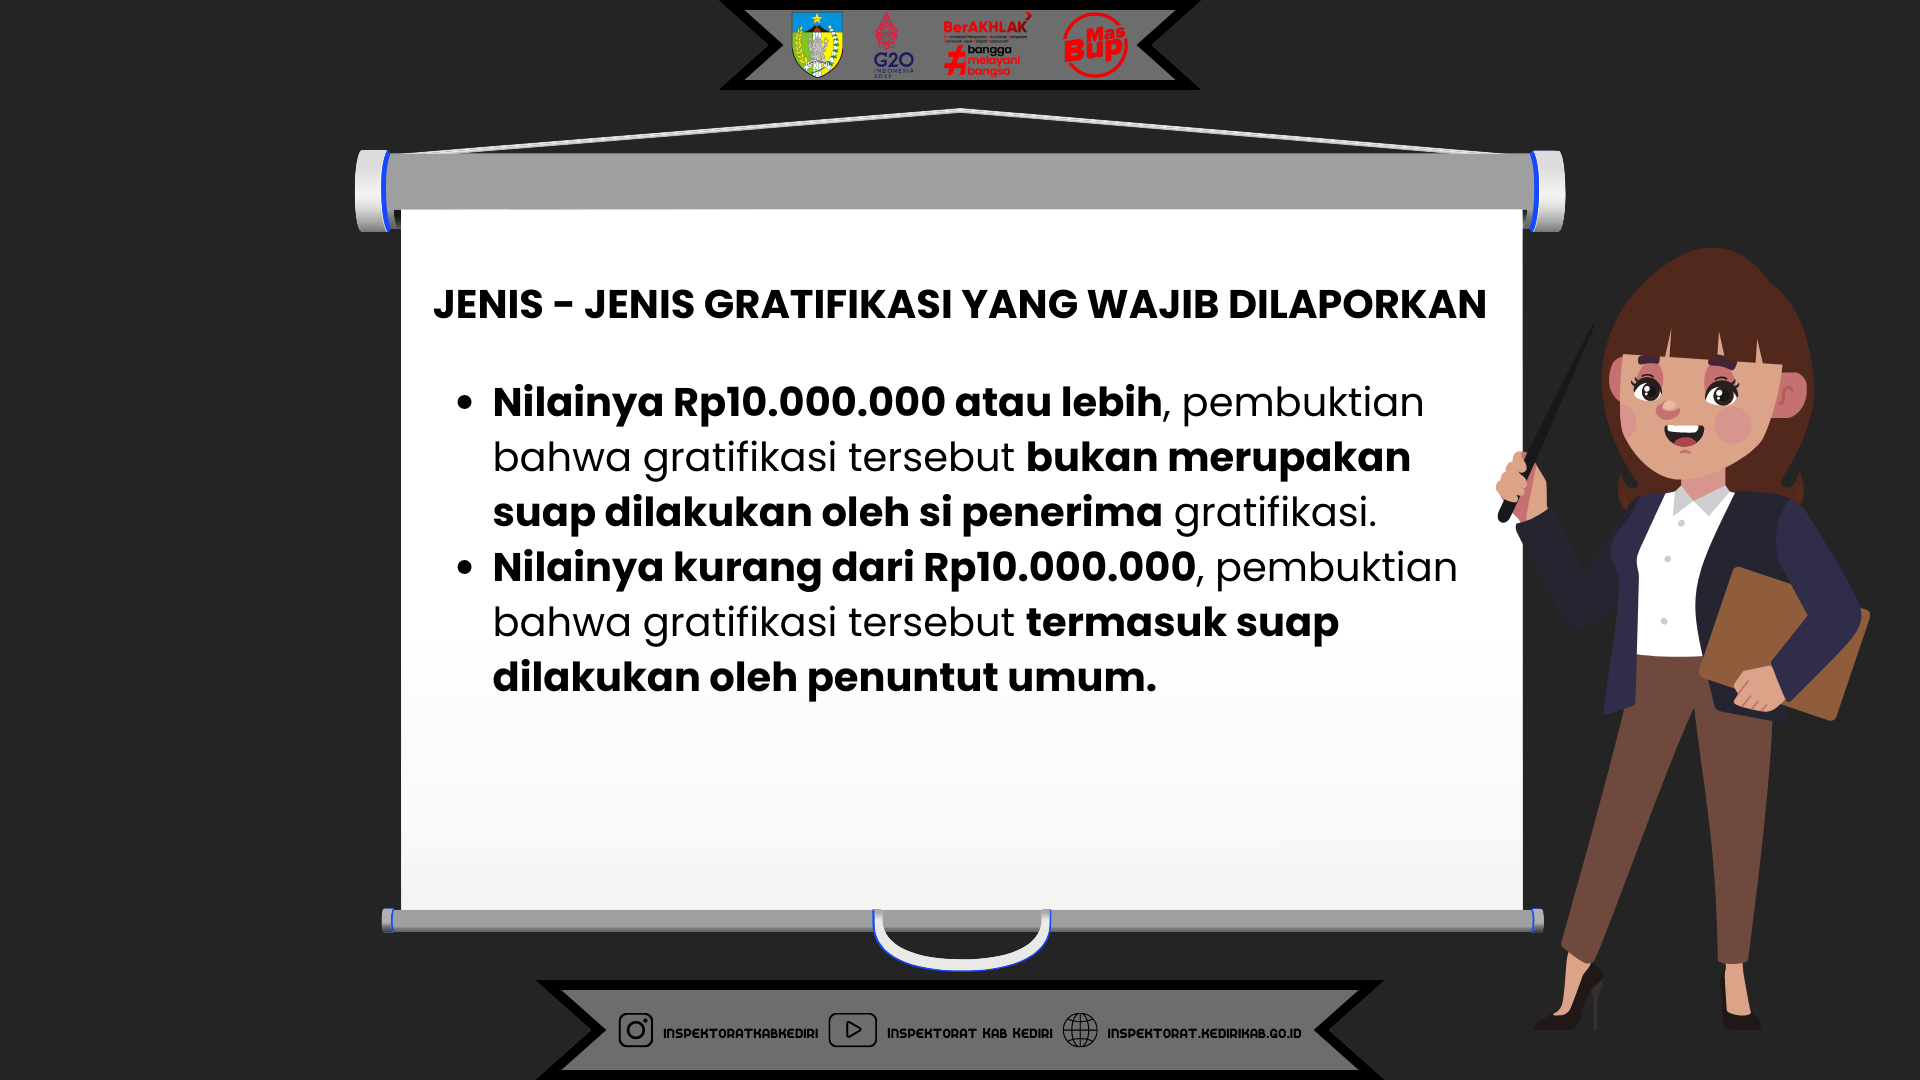 G20
INDONESIA
2022
BerAKHLAK
#bangga
melayani
bangsa
Mas
Bup
JENIS - JENIS GRATIFIKASI YANG WAJIB DILAPORKAN
• Nilainya Rp10.000.000 atau lebih, pembuktian
bahwa gratifikasi tersebut bukan merupakan
suap dilakukan oleh si penerima gratifikasi.
• Nilainya kurang dari Rp10.000.000, pembuktian
bahwa gratifikasi tersebut termasuk suap
dilakukan oleh penuntut umum.
INSPEKTORATKABKEDIRI
INSPEKTORAT KAB KEDIRI
INSPEKTORAT.KEDIRIKAB.GO.ID